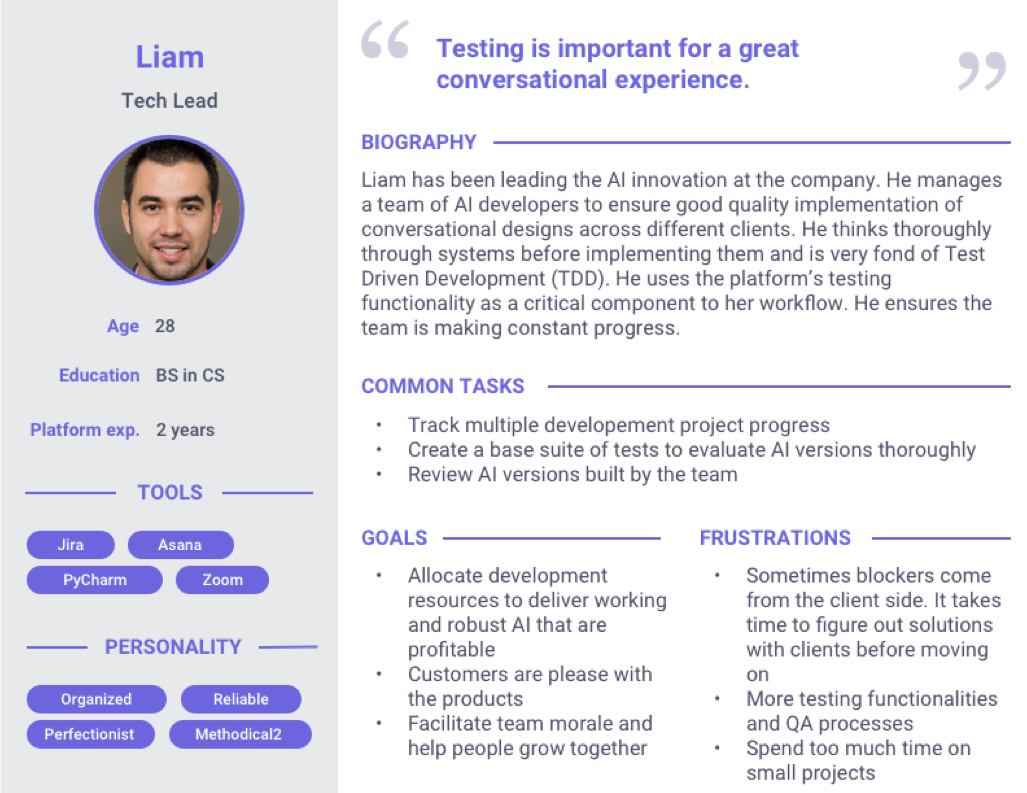 Liam
Tech Lead
Age 28
Education BS in CS
Platform exp. 2 years
TOOLS
Jira Asana
PyCharm Zoom
PERSONALITY
Organized Reliable
Perfectionist Methodical2
“ Testing is important for a great
conversational experience. ”
BIOGRAPHY
Liam has been leading the AI innovation at the company. He manages
a team of AI developers to ensure good quality implementation of
conversational designs across different clients. He thinks thoroughly
through systems before implementing them and is very fond of Test
Driven Development (TDD). He uses the platform’s testing
functionality as a critical component to her workflow. He ensures the
team is making constant progress.
COMMON TASKS
• Track multiple developement project progress
• Create a base suite of tests to evaluate AI versions thoroughly
• Review AI versions built by the team
GOALS
• Allocate development
resources to deliver working
and robust AI that are
profitable
• Customers are please with
the products
• Facilitate team morale and
help people grow together
FRUSTRATIONS
• Sometimes blockers come
from the client side. It takes
time to figure out solutions
with clients before moving
on
• More testing functionalities
and QA processes
• Spend too much time on
small projects